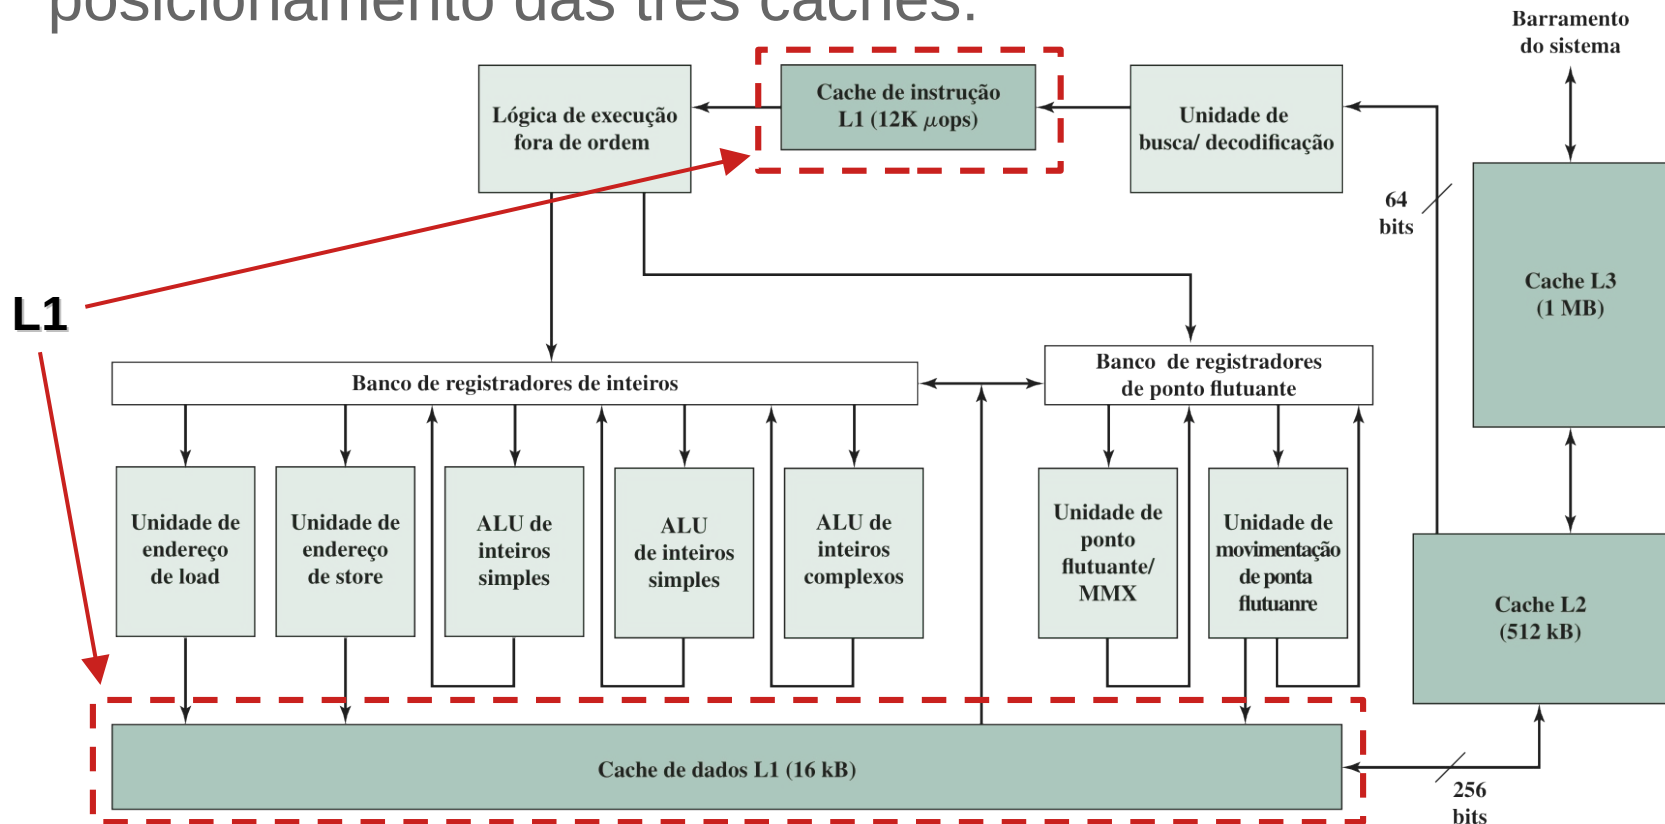 posicionamento das três caches.
Barramento
do sistema
Lógica de execução
fora de ordem
Cache de instrução
L1 (12K μops)
Unidade de
busca/ decodificação
64
bits
Cache L3
(1 MB)
L1
Banco de registradores de inteiros
Banco de registradores
de ponto flutuante
Unidade de
endereço
de load
Unidade de
endereço
de store
ALU de
inteiros
simples
ALU
de inteiros
simples
ALU de
inteiros
complexos
Unidade de
ponto
flutuante/
MMX
Unidade de
movimentação
de ponta
flutuanre
Cache L2
(512 kB)
Cache de dados L1 (16 kB)
256
bits